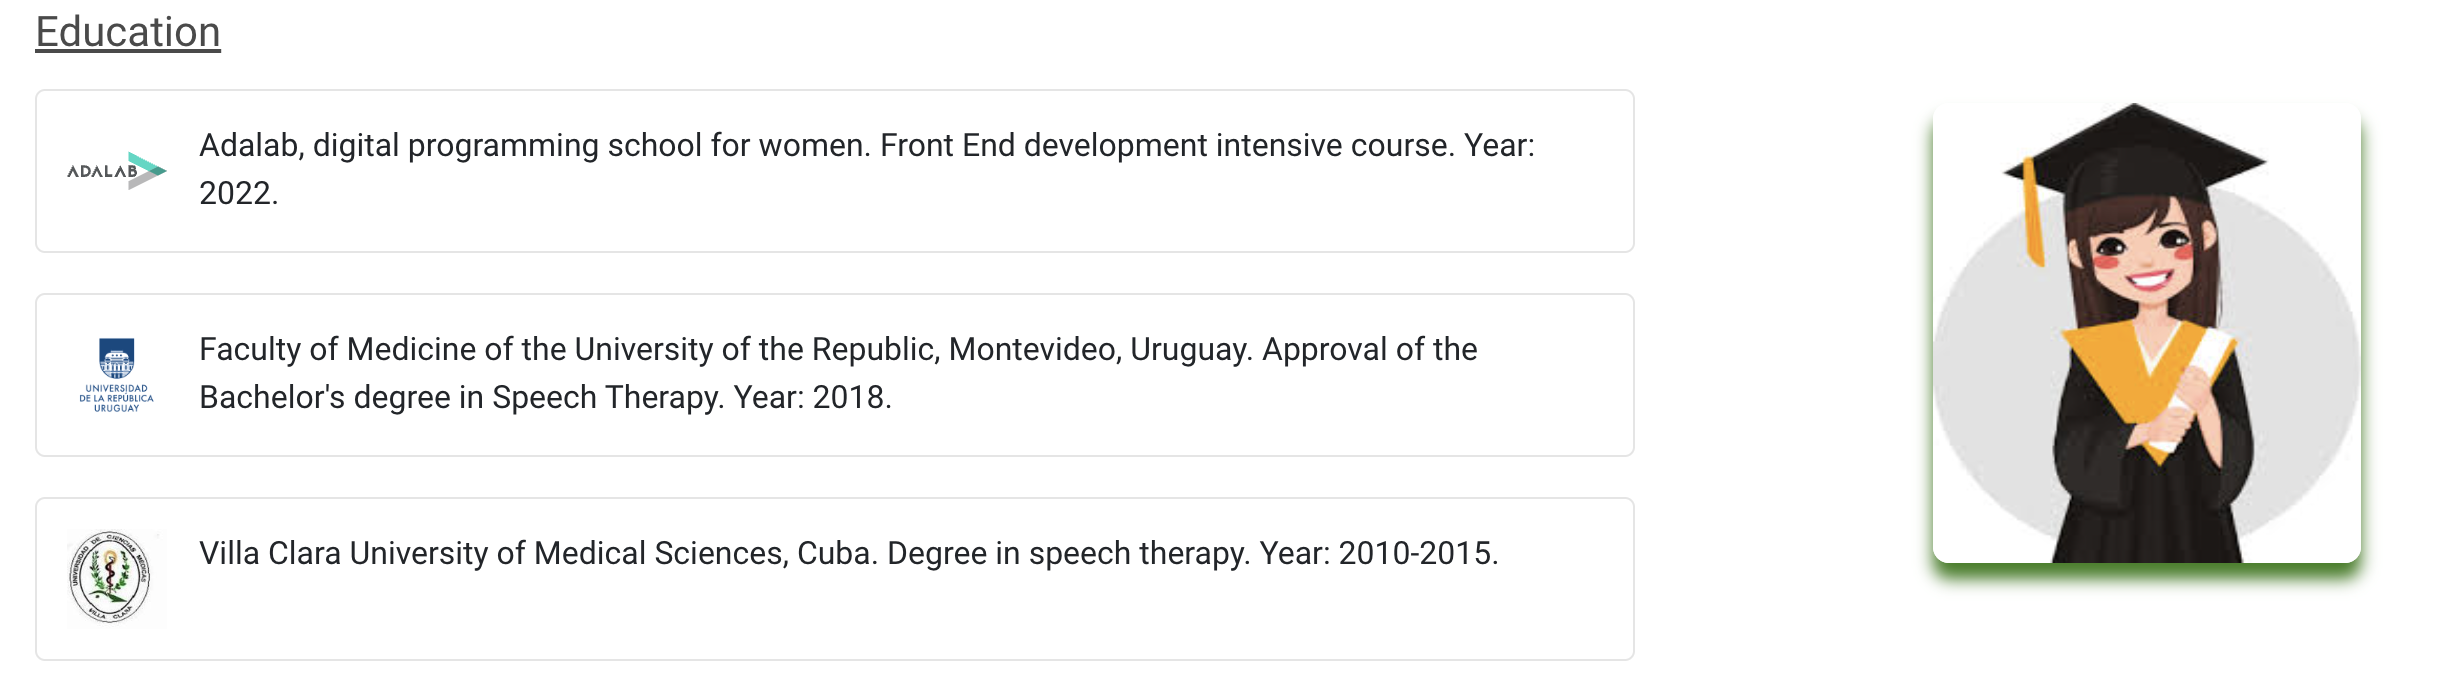 Education
ADALAB
Adalab, digital programming school for women. Front End development intensive course. Year:
2022.
UNIVERSIDAD
DE LA REPÚBLICA
URUGUAY
Faculty of Medicine of the University of the Republic, Montevideo, Uruguay. Approval of the
Bachelor's degree in Speech Therapy. Year: 2018.
UNIVERSIDAD DE CIENCIAS MEDICAS
VILLA CLARA
Villa Clara University of Medical Sciences, Cuba. Degree in speech therapy. Year: 2010-2015.